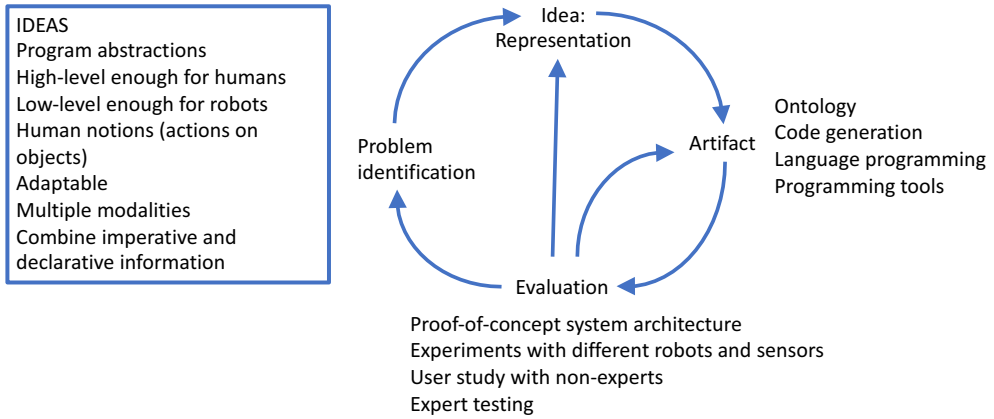 IDEAS
Program abstractions
High-level enough for humans
Low-level enough for robots
Human notions (actions on
objects)
Adaptable
Multiple modalities
Combine imperative and
declarative information
Idea:
Representation
Problem
identification
Artifact
Ontology
Code generation
Language programming
Programming tools
Evaluation
Proof-of-concept system architecture
Experiments with different robots and sensors
User study with non-experts
Expert testing